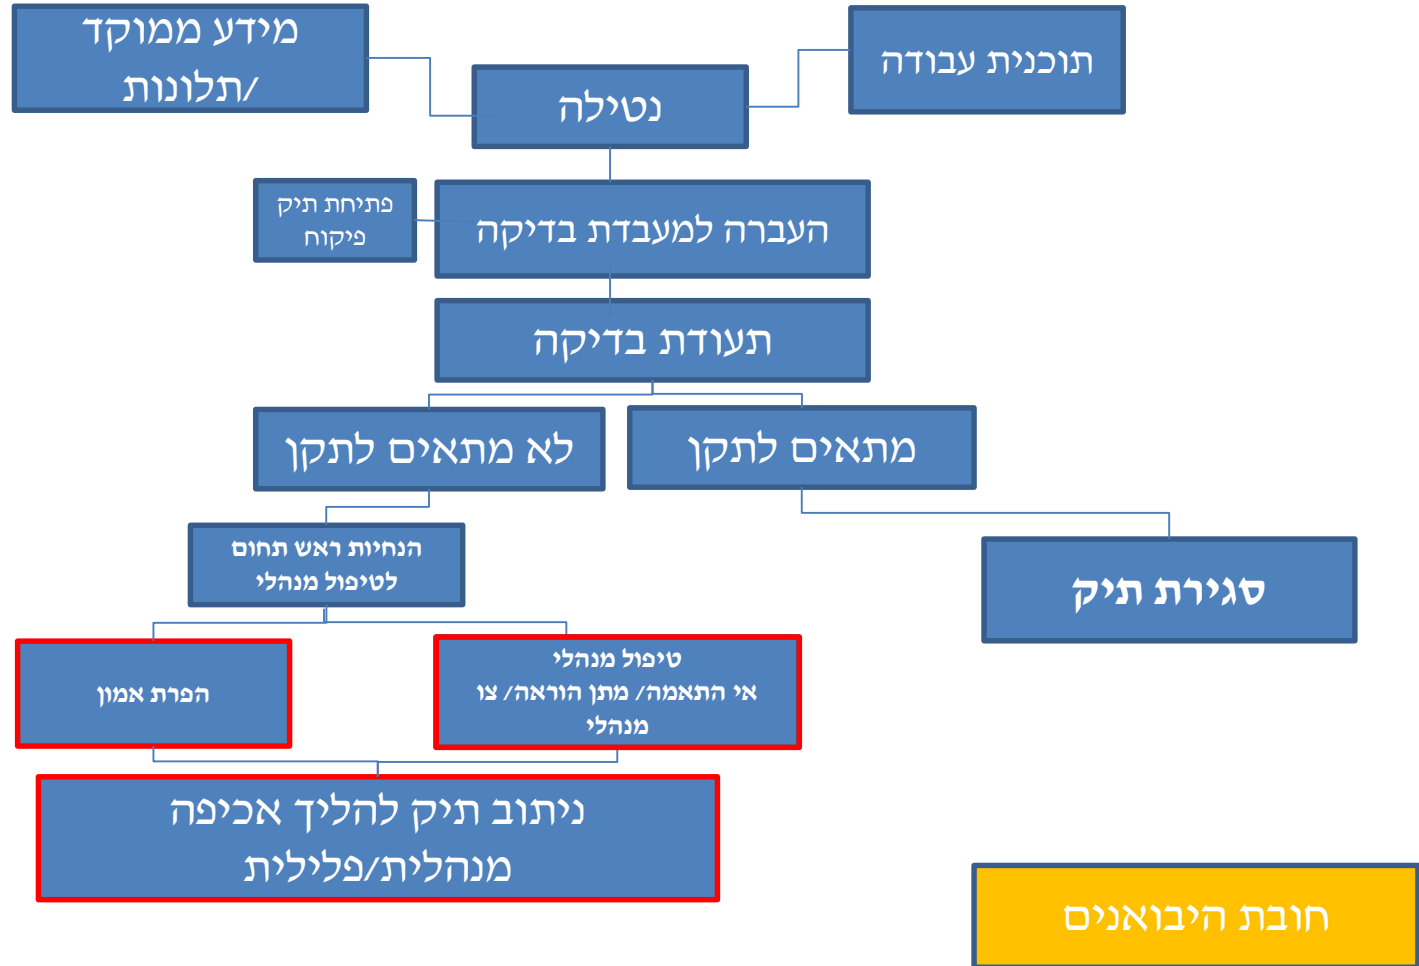 מידע ממוקד
/תלונות
תוכנית עבודה
נטילה
פתיחת תיק
פיקוח
העברה למעבדת בדיקה
תעודת בדיקה
מתאים לתקן
לא מתאים לתקן
הנחיות ראש תחום
לטיפול מנהלי
סגירת תיק
טיפול מנהלי
אי התאמה/ מתן הוראה/ צו
מנהלי
הפרת אמון
ניתוב תיק להליך אכיפה
מנהלית/פלילית
חובת היבואנים